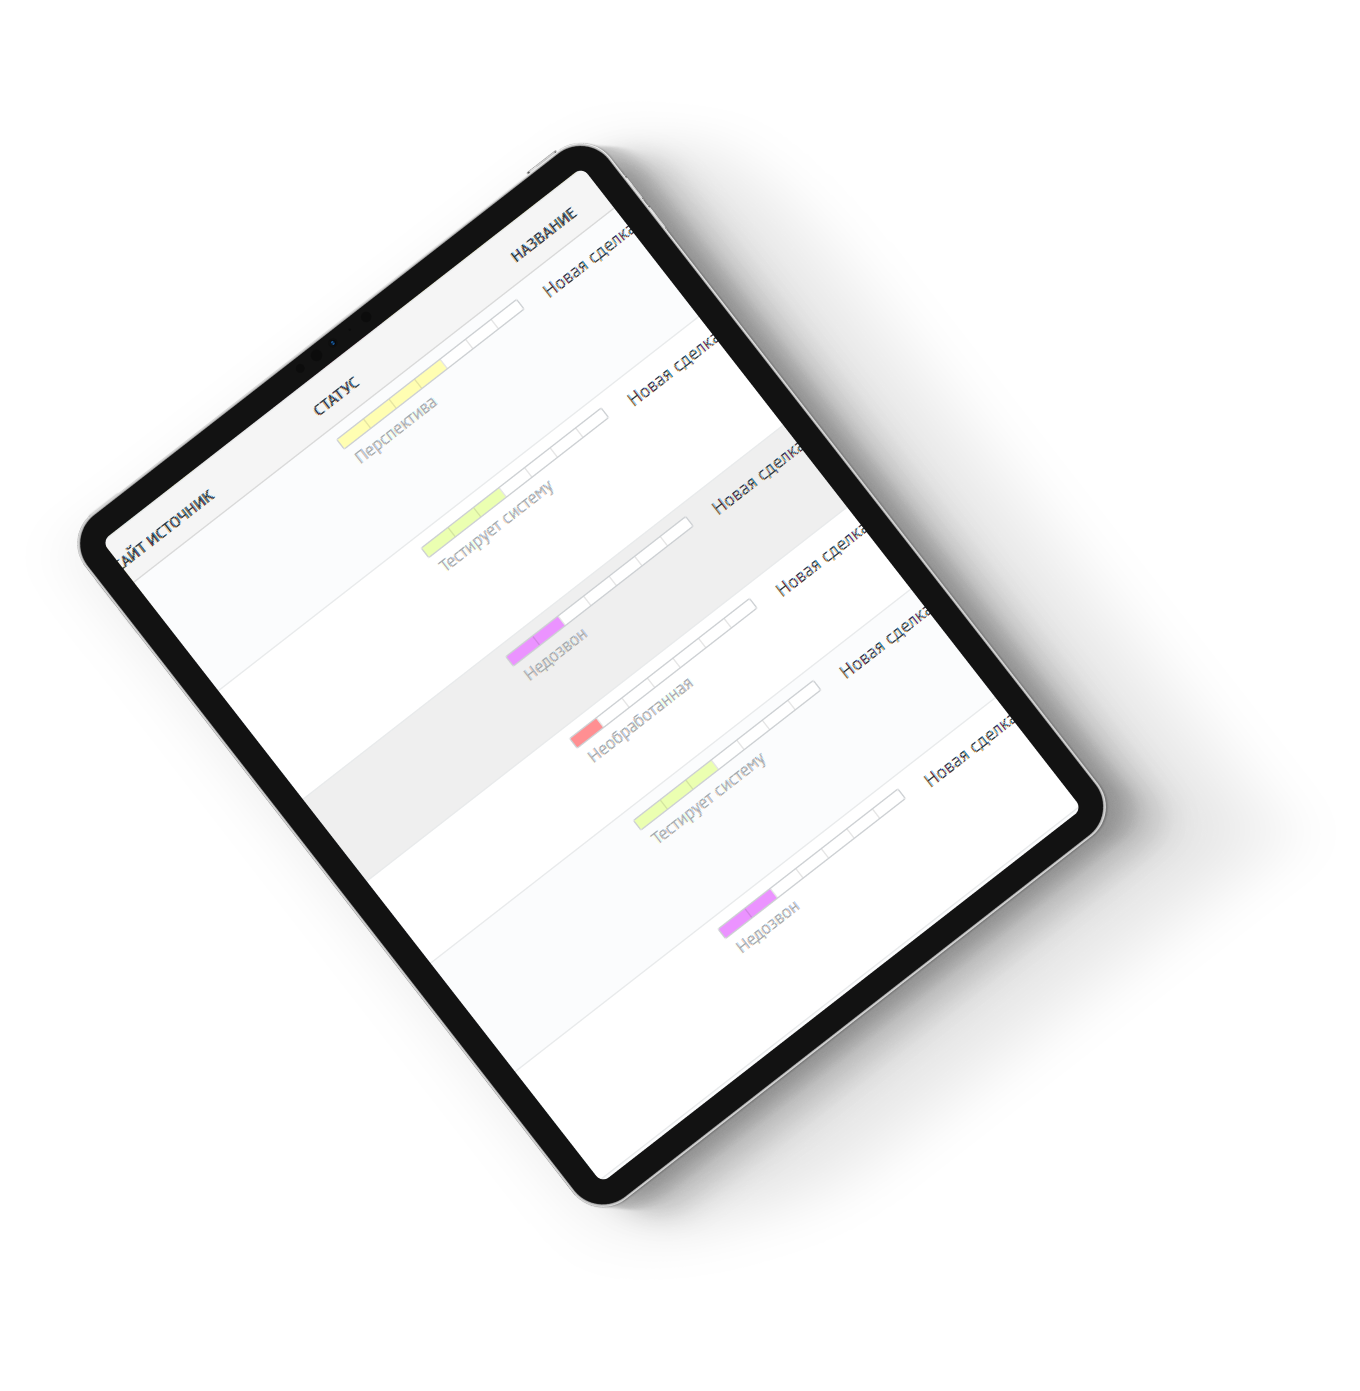 АЙТ ИСТОЧНИК СТАТУС НАЗВАНИЕ
Перспектива Новая сделка
Тестирует систему Новая сделка
Недозвон Новая сделка
Необработанная Новая сделка
Тестирует систему Новая сделка
Недозвон Новая сделка